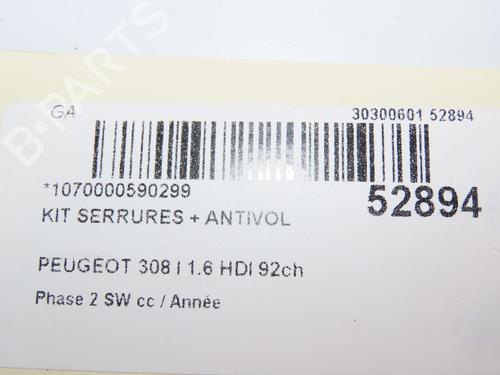 B-PARTS
GA
30300601 52894
*1070000590299
52894
KIT SERRURES + ANTIVOL
PEUGEOT 308 I 1.6 HDI 92ch
Phase 2 SW cc / Année